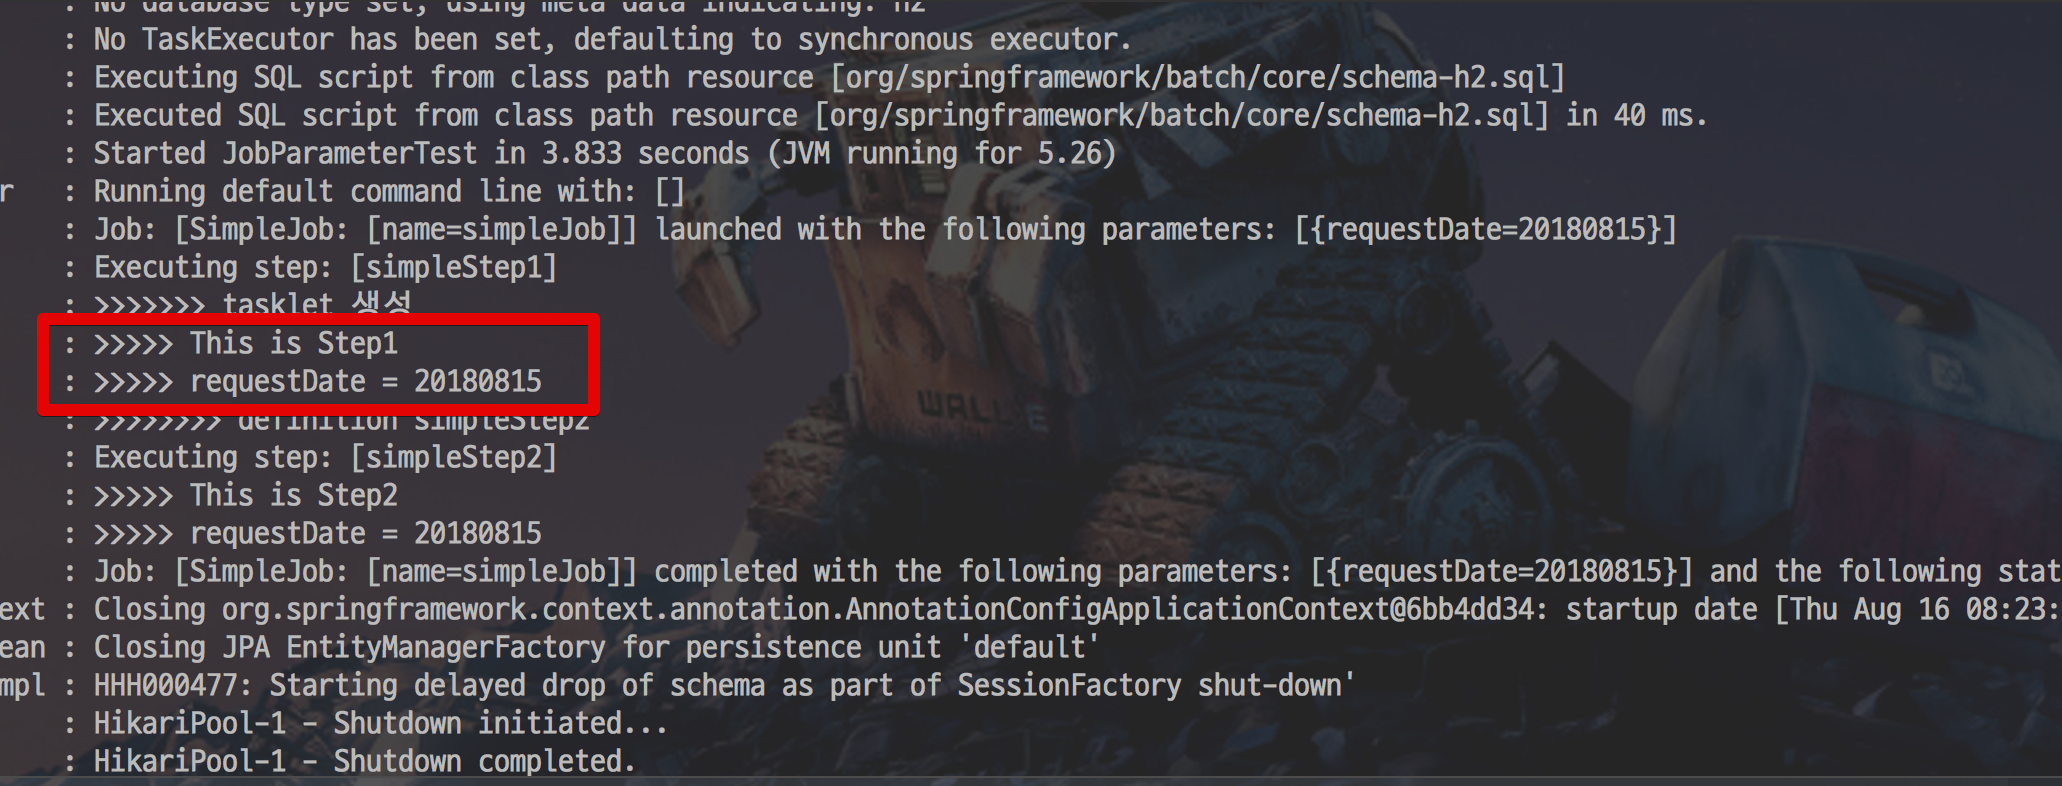 : No database type set, using meta data indicating: H2
: No TaskExecutor has been set, defaulting to synchronous executor.
: Executing SQL script from class path resource [org/springframework/batch/core/schema-h2.sql]
: Executed SQL script from class path resource [org/springframework/batch/core/schema-h2.sql] in 40 ms.
: Started JobParameterTest in 3.833 seconds (JVM running for 5.26)
r : Running default command line with: []
: Job: [SimpleJob: [name=simpleJob]] launched with the following parameters: [{requestDate=20180815}]
: Executing step: [simpleStep1]
: >>>>>>> tasklet 생성
: >>>>> This is Step1
: >>>>> requestDate = 20180815
: >>>>>>>> definition simpleStep2
: Executing step: [simpleStep2]
: >>>>> This is Step2
: >>>>> requestDate = 20180815
: Job: [SimpleJob: [name=simpleJob]] completed with the following parameters: [{requestDate=20180815}] and the following stat
ext : Closing org.springframework.context.annotation.AnnotationConfigApplicationContext@6bb4dd34: startup date [Thu Aug 16 08:23:
ean : Closing JPA EntityManagerFactory for persistence unit 'default'
mpl : HHH000477: Starting delayed drop of schema as part of SessionFactory shut-down'
: HikariPool-1 - Shutdown initiated...
: HikariPool-1 - Shutdown completed.
WALL